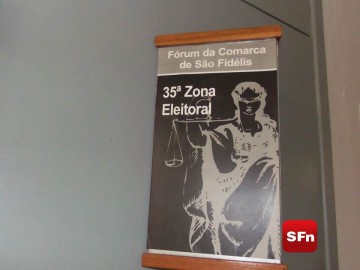 Fórum da Comarca
de São Fidélis
35ª Zona
Eleitoral
SFn